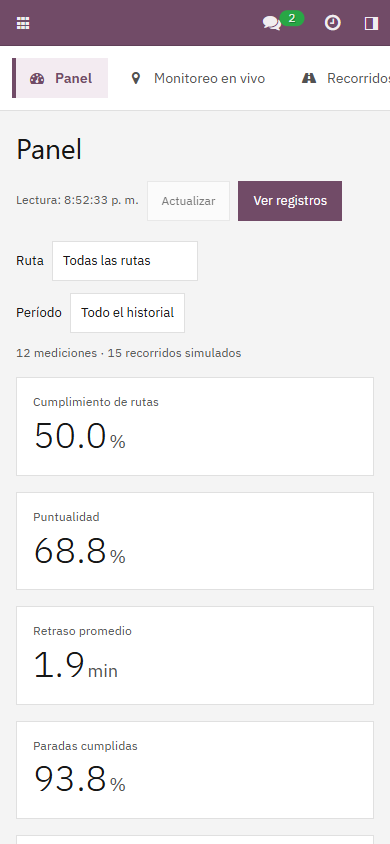 2
Panel
Monitoreo en vivo
Recorridos
Panel
Lectura: 8:52:33 p. m.
Actualizar
Ver registros
Ruta
Todas las rutas
Período
Todo el historial
12 mediciones · 15 recorridos simulados
Cumplimiento de rutas
50.0 %
Puntualidad
68.8 %
Retraso promedio
1.9 min
Paradas cumplidas
93.8 %